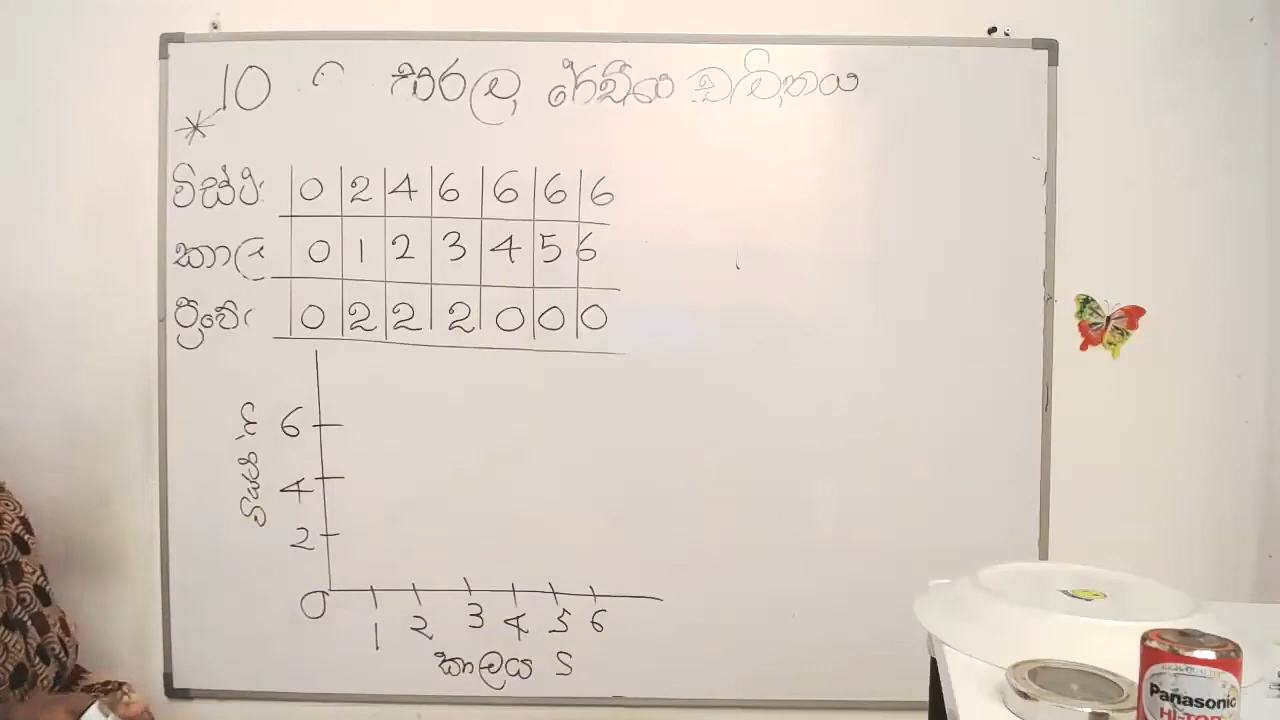 10 සරල රේඛීය චලිතය
*
විස්ථා 0 2 4 6 6 6 6
කාල 0 1 2 3 4 5 6
ප්‍රවේ 0 2 2 2 0 0 0
6
4
2
0 1 2 3 4 5 6
කාලය S
Panasonic